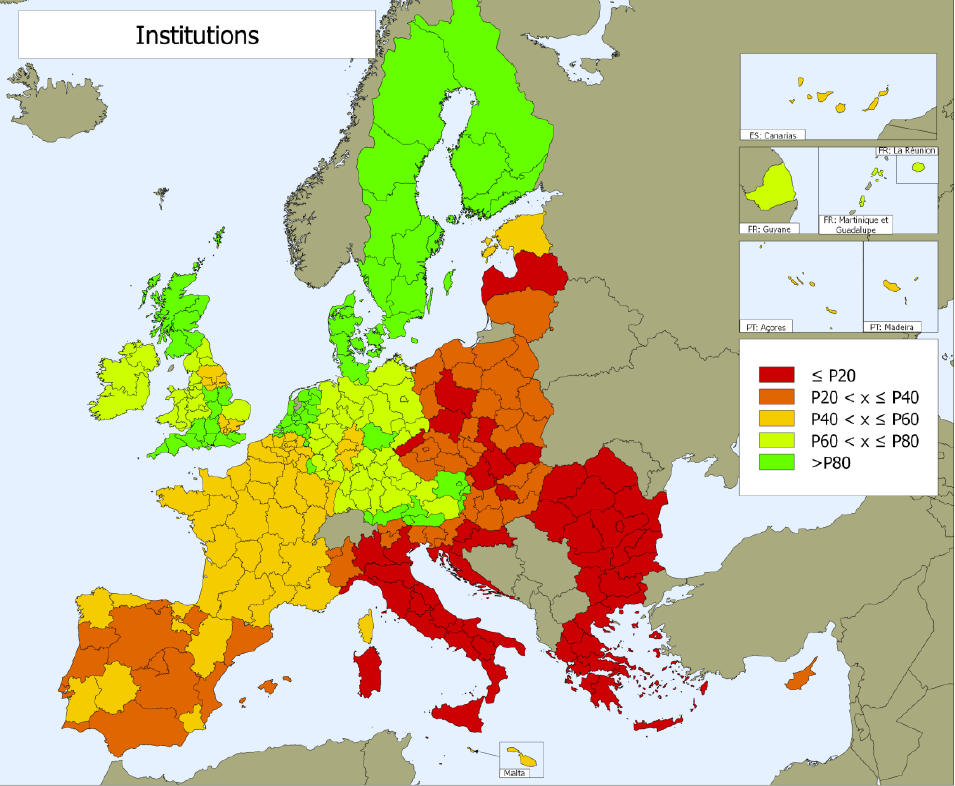 Institutions
ES: Canarias
FR: La Réunion
FR: Guyane
FR: Martinique et
Guadalupe
PT: Açores
PT: Madeira
≤ P20
P20 < x ≤ P40
P40 < x ≤ P60
P60 < x ≤ P80
>P80
Malta